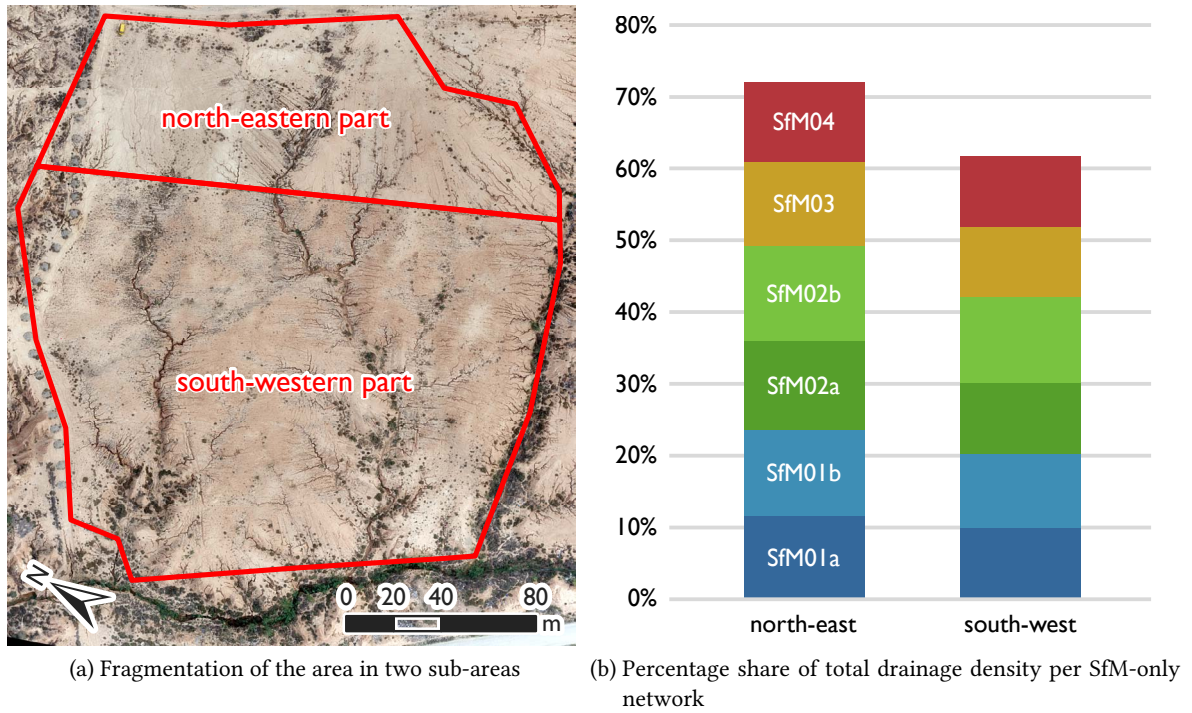 north-eastern part
south-western part
N
0 20 40 80
m
(a) Fragmentation of the area in two sub-areas
80%
70%
60%
50%
40%
30%
20%
10%
0%
SfM04
SfM03
SfM02b
SfM02a
SfM01b
SfM01a
north-east south-west
(b) Percentage share of total drainage density per SfM-only
network